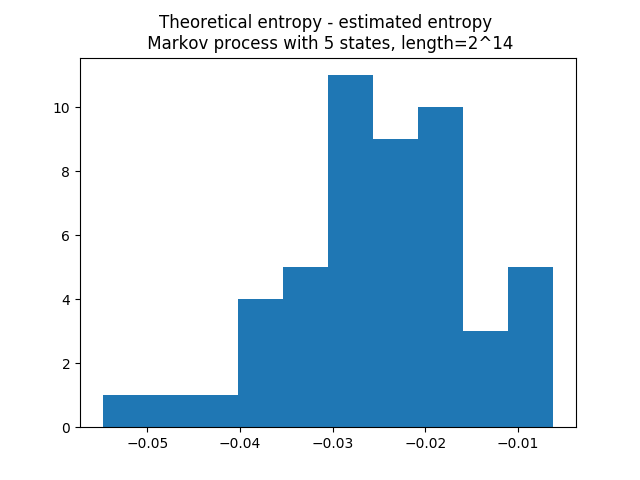 Theoretical entropy - estimated entropy
Markov process with 5 states, length=2^14
10
8
6
4
2
0
−0.05 −0.04 −0.03 −0.02 −0.01